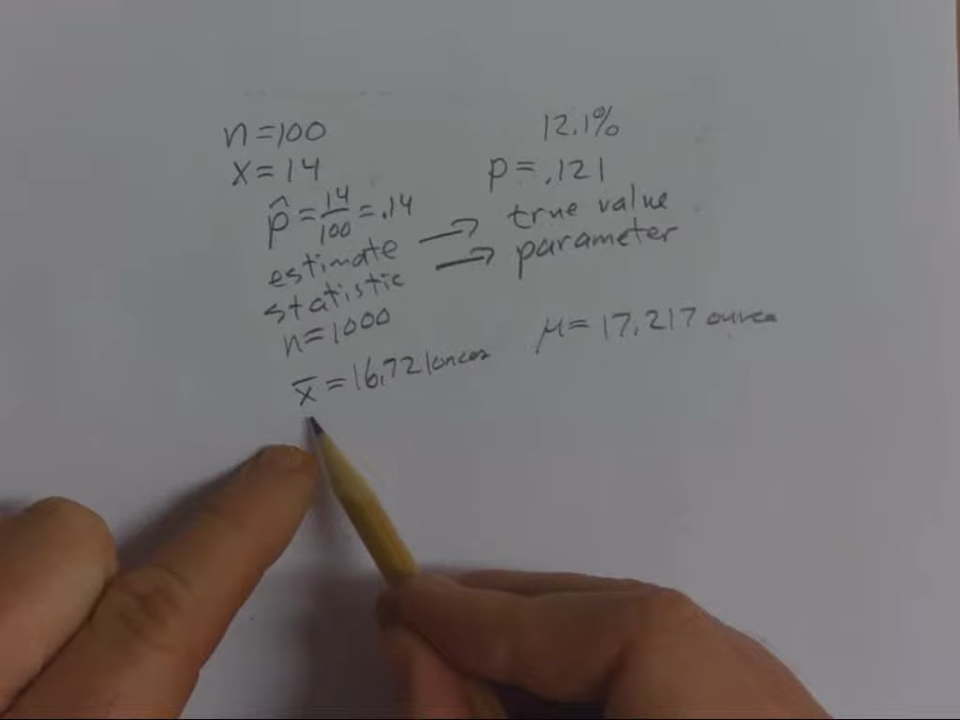 n=100
x=14
p̂ = 14/100 = .14
estimate → true value
statistic → parameter
n=1000
x̄ = 16.721 ounces
12.1%
p=.121
μ= 17.217 ounces